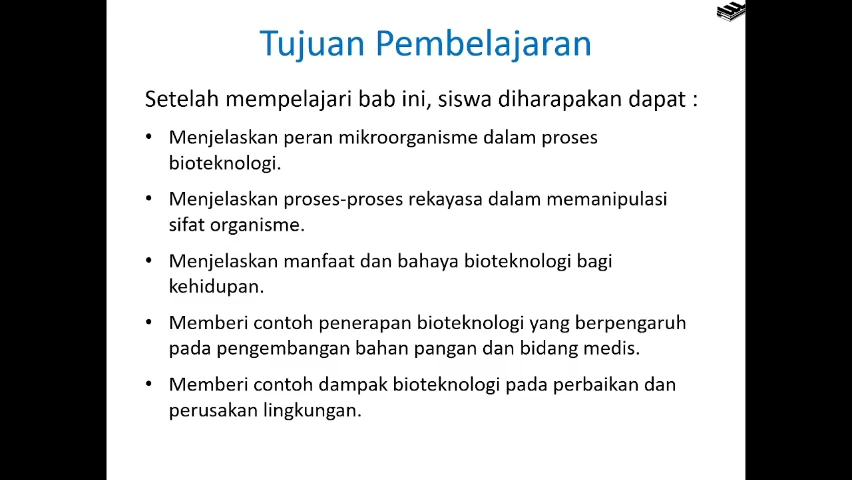 Tujuan Pembelajaran
Setelah mempelajari bab ini, siswa diharapakan dapat :
• Menjelaskan peran mikroorganisme dalam proses
bioteknologi.
• Menjelaskan proses-proses rekayasa dalam memanipulasi
sifat organisme.
• Menjelaskan manfaat dan bahaya bioteknologi bagi
kehidupan.
• Memberi contoh penerapan bioteknologi yang berpengaruh
pada pengembangan bahan pangan dan bidang medis.
• Memberi contoh dampak bioteknologi pada perbaikan dan
perusakan lingkungan.